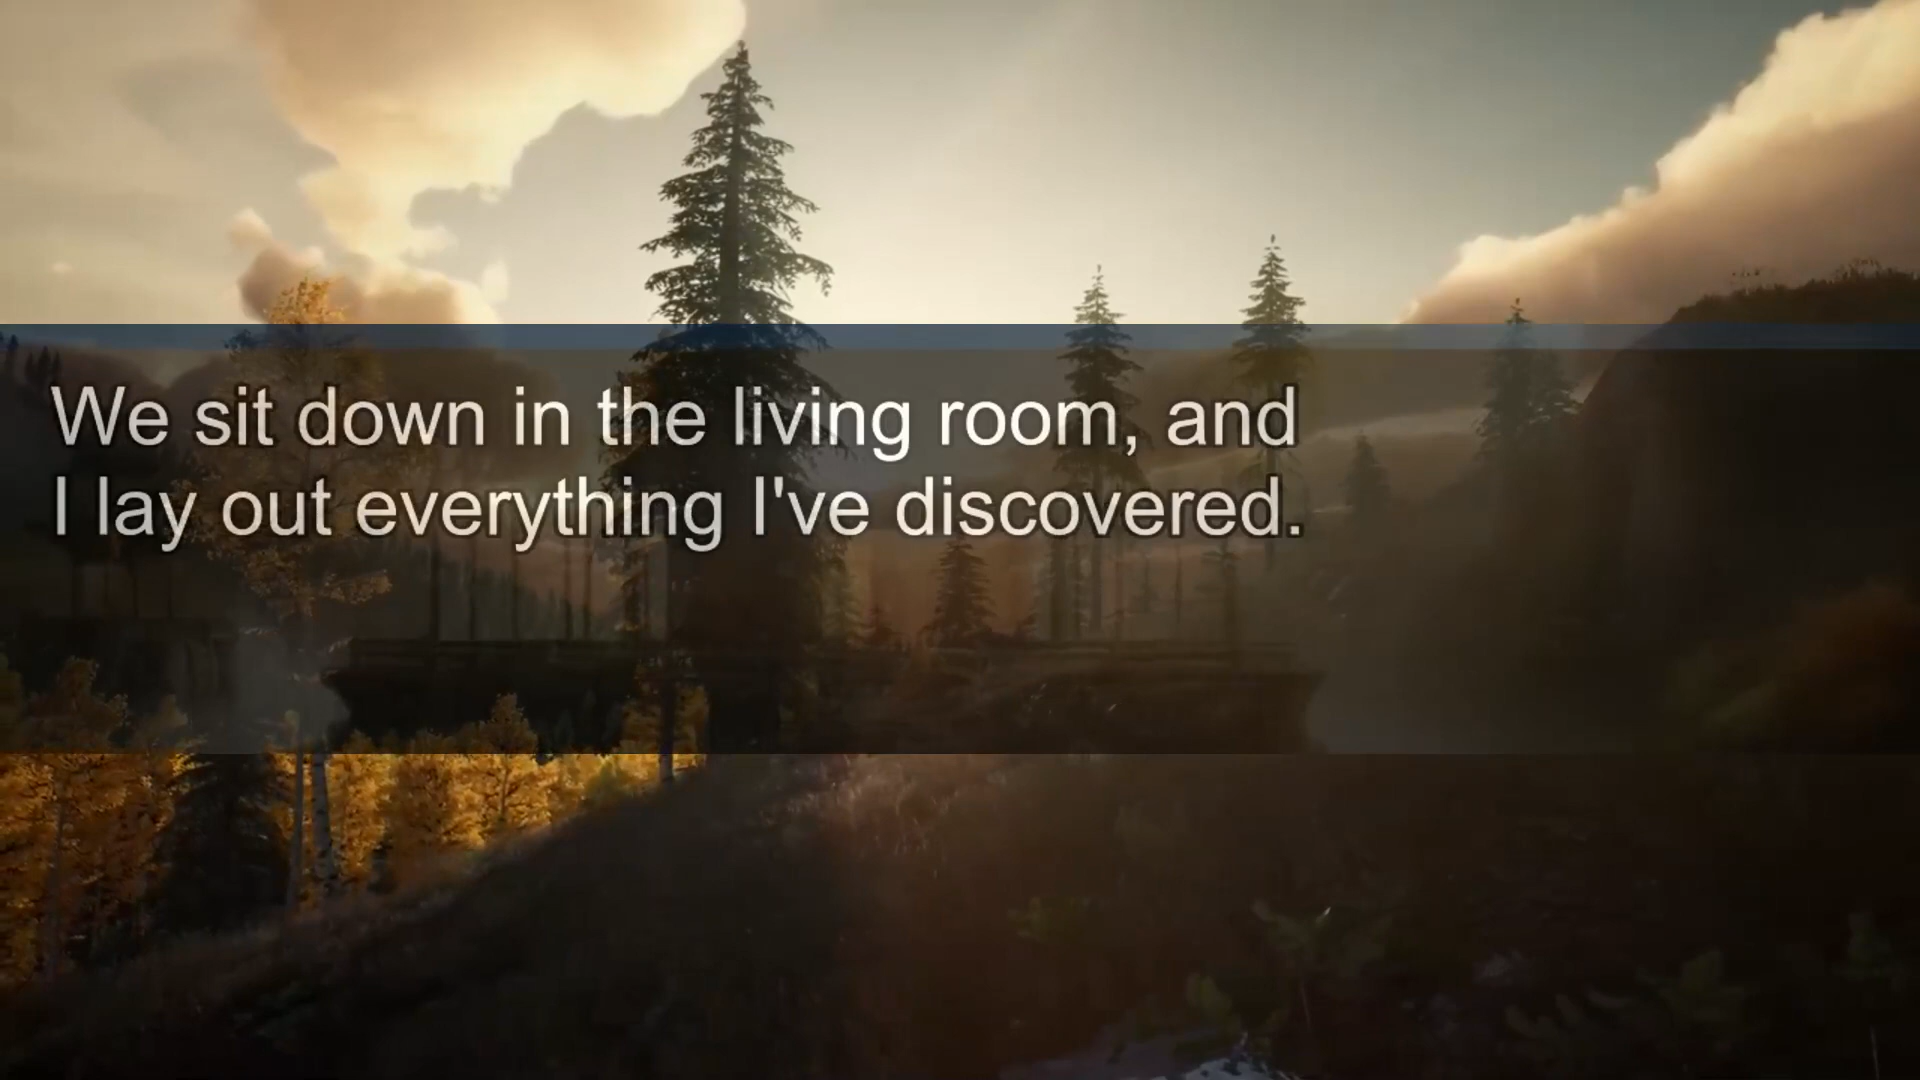 We sit down in the living room, and
I lay out everything I've discovered.